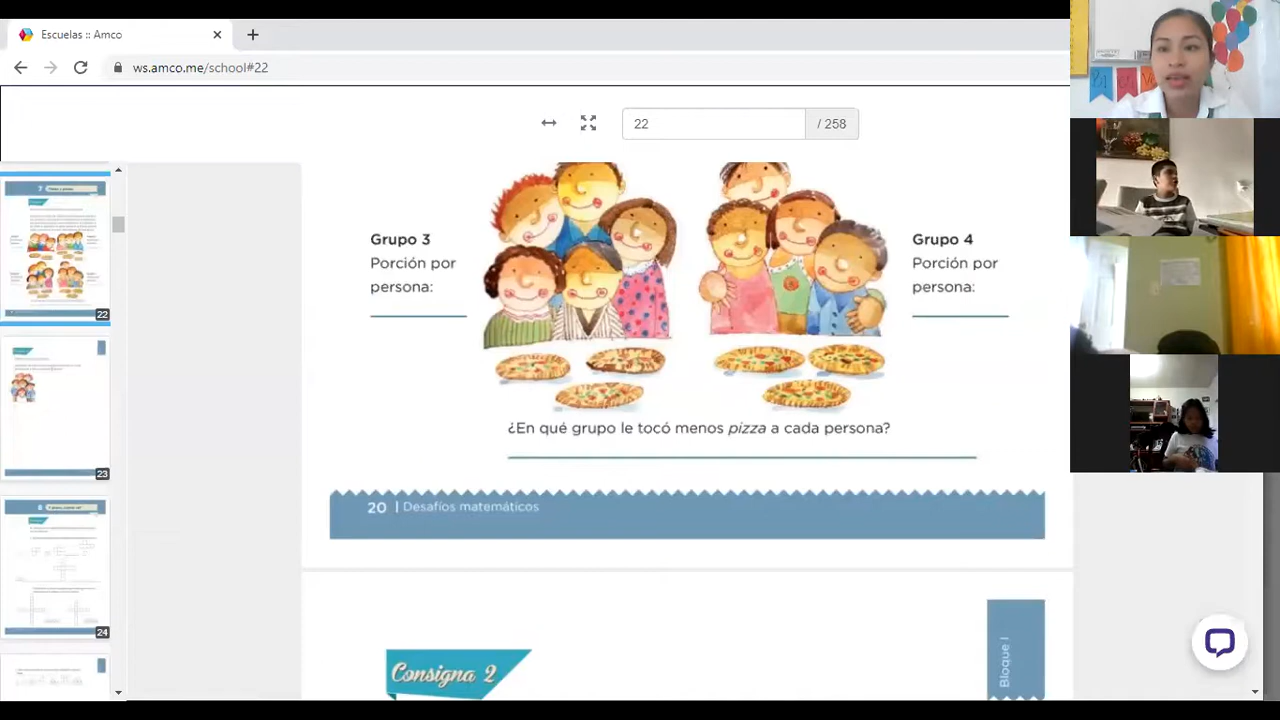 Escuelas :: Amco
ws.amco.me/school#22
22 / 258
Grupo 3
Porción por
persona:
Grupo 4
Porción por
persona:
¿En qué grupo le tocó menos pizza a cada persona?
20 | Desafíos matemáticos
Consigna 2
Bloque I
22
23
24